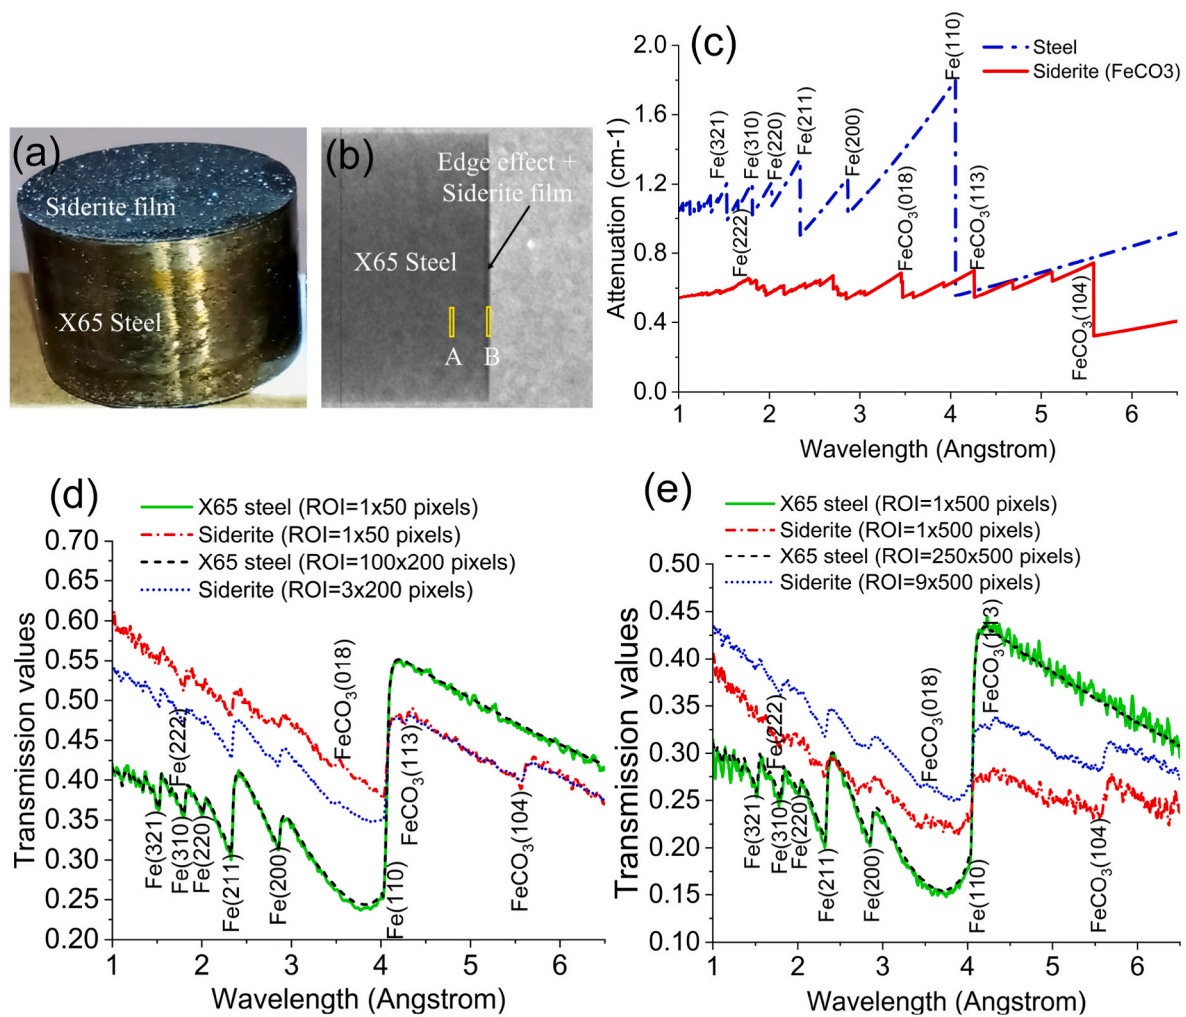 (a)
Siderite film
X65 Steel
(b)
Edge effect +
Siderite film
X65 Steel
A
B
(c)
Steel
Siderite (FeCO3)
Attenuation (cm-1)
2.0
1.6
1.2
0.8
0.4
0.0
Fe(321)
Fe(222)
Fe(310)
Fe(220)
Fe(211)
Fe(200)
FeCO₃(018)
Fe(110)
FeCO₃(113)
FeCO₃(104)
1 2 3 4 5 6
Wavelength (Angstrom)
(d)
X65 steel (ROI=1x50 pixels)
Siderite (ROI=1x50 pixels)
X65 steel (ROI=100x200 pixels)
Siderite (ROI=3x200 pixels)
Transmission values
0.70
0.65
0.60
0.55
0.50
0.45
0.40
0.35
0.30
0.25
0.20
Fe(321)
Fe(222)
Fe(310)
Fe(220)
Fe(211)
Fe(200)
FeCO₃(018)
Fe(110)
FeCO₃(113)
FeCO₃(104)
1 2 3 4 5 6
Wavelength (Angstrom)
(e)
X65 steel (ROI=1x500 pixels)
Siderite (ROI=1x500 pixels)
X65 steel (ROI=250x500 pixels)
Siderite (ROI=9x500 pixels)
Transmission values
0.50
0.45
0.40
0.35
0.30
0.25
0.20
0.15
0.10
Fe(321)
Fe(222)
Fe(310)
Fe(220)
Fe(211)
Fe(200)
FeCO₃(018)
Fe(110)
FeCO₃(113)
FeCO₃(104)
1 2 3 4 5 6
Wavelength (Angstrom)